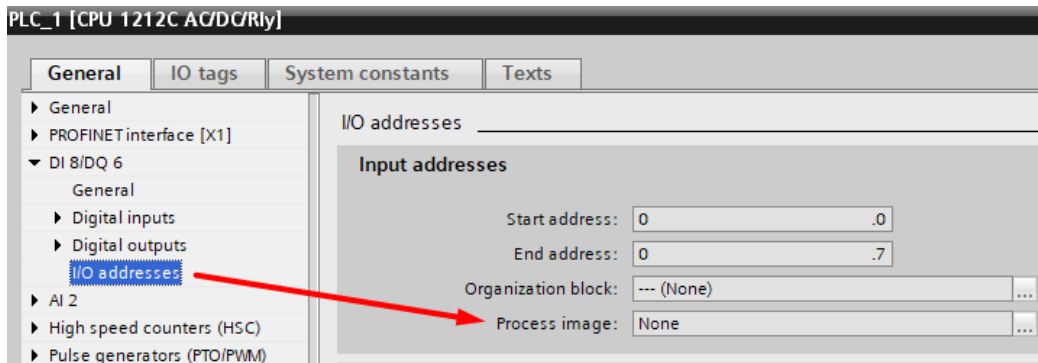 PLC_1 [CPU 1212C AC/DC/Rly]
General IO tags System constants Texts
General
PROFINET interface [X1]
DI 8/DQ 6
General
Digital inputs
Digital outputs
I/O addresses
AI 2
High speed counters (HSC)
Pulse generators (PTO/PWM)
I/O addresses
Input addresses
Start address: 0 .0
End address: 0 .7
Organization block: --- (None) ...
Process image: None ...